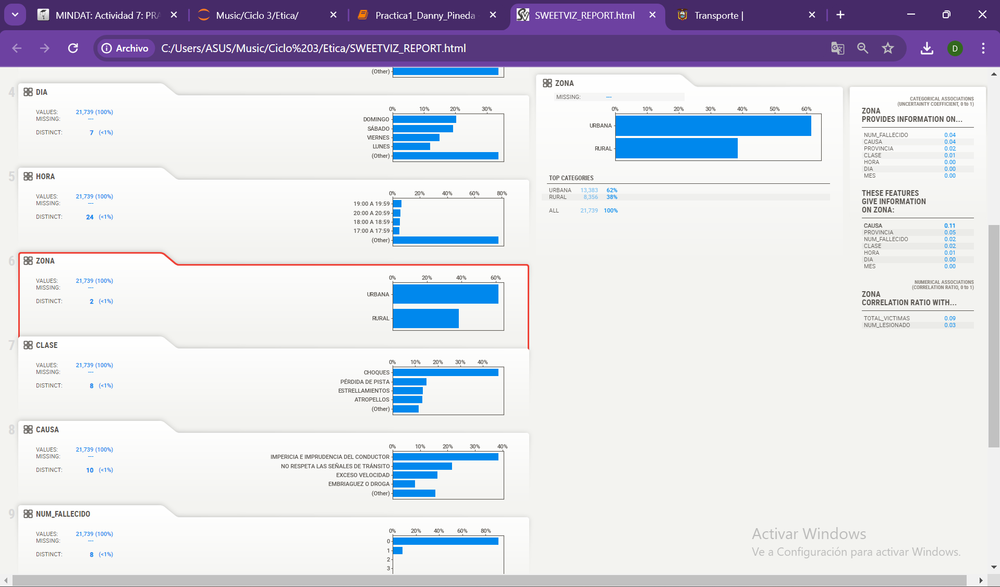 MINDAT: Actividad 7: PRA
Music/Ciclo 3/Etica/
Practica1_Danny_Pineda
SWEETVIZ_REPORT.html
Transporte |
Archivo
C:/Users/ASUS/Music/Ciclo%203/Etica/SWEETVIZ_REPORT.html
D
(Other)
4
DIA
VALUES: 21,739 (100%)
MISSING: ---
DISTINCT: 7 (<1%)
0% 10% 20% 30%
DOMINGO
SÁBADO
VIERNES
LUNES
(Other)
5
HORA
VALUES: 21,739 (100%)
MISSING: ---
DISTINCT: 24 (<1%)
0% 20% 40% 60% 80%
19:00 A 19:59
20:00 A 20:59
18:00 A 18:59
17:00 A 17:59
(Other)
6
ZONA
VALUES: 21,739 (100%)
MISSING: ---
DISTINCT: 2 (<1%)
0% 20% 40% 60%
URBANA
RURAL
7
CLASE
VALUES: 21,739 (100%)
MISSING: ---
DISTINCT: 8 (<1%)
0% 10% 20% 30% 40%
CHOQUES
PÉRDIDA DE PISTA
ESTRELLAMIENTOS
ATROPELLOS
(Other)
8
CAUSA
VALUES: 21,739 (100%)
MISSING: ---
DISTINCT: 10 (<1%)
0% 10% 20% 30% 40%
IMPERICIA E IMPRUDENCIA DEL CONDUCTOR
NO RESPETA LAS SEÑALES DE TRÁNSITO
EXCESO VELOCIDAD
EMBRIAGUEZ O DROGA
(Other)
9
NUM_FALLECIDO
VALUES: 21,739 (100%)
MISSING: ---
DISTINCT: 8 (<1%)
0% 20% 40% 60% 80%
0
1
2
3
ZONA
MISSING: ---
0% 10% 20% 30% 40% 50% 60%
URBANA
RURAL
TOP CATEGORIES
URBANA 13,383 62%
RURAL 8,356 38%
ALL 21,739 100%
CATEGORICAL ASSOCIATIONS
(UNCERTAINTY COEFFICIENT, 0 to 1)
ZONA
PROVIDES INFORMATION ON...
NUM_FALLECIDO 0.04
CAUSA 0.04
PROVINCIA 0.02
CLASE 0.01
HORA 0.00
DIA 0.00
MES 0.00
THESE FEATURES
GIVE INFORMATION
ON ZONA:
CAUSA 0.11
PROVINCIA 0.05
NUM_FALLECIDO 0.02
CLASE 0.02
HORA 0.01
DIA 0.00
MES 0.00
NUMERICAL ASSOCIATIONS
(CORRELATION RATIO, 0 to 1)
ZONA
CORRELATION RATIO WITH...
TOTAL_VICTIMAS 0.09
NUM_LESIONADO 0.03
Activar Windows
Ve a Configuración para activar Windows.